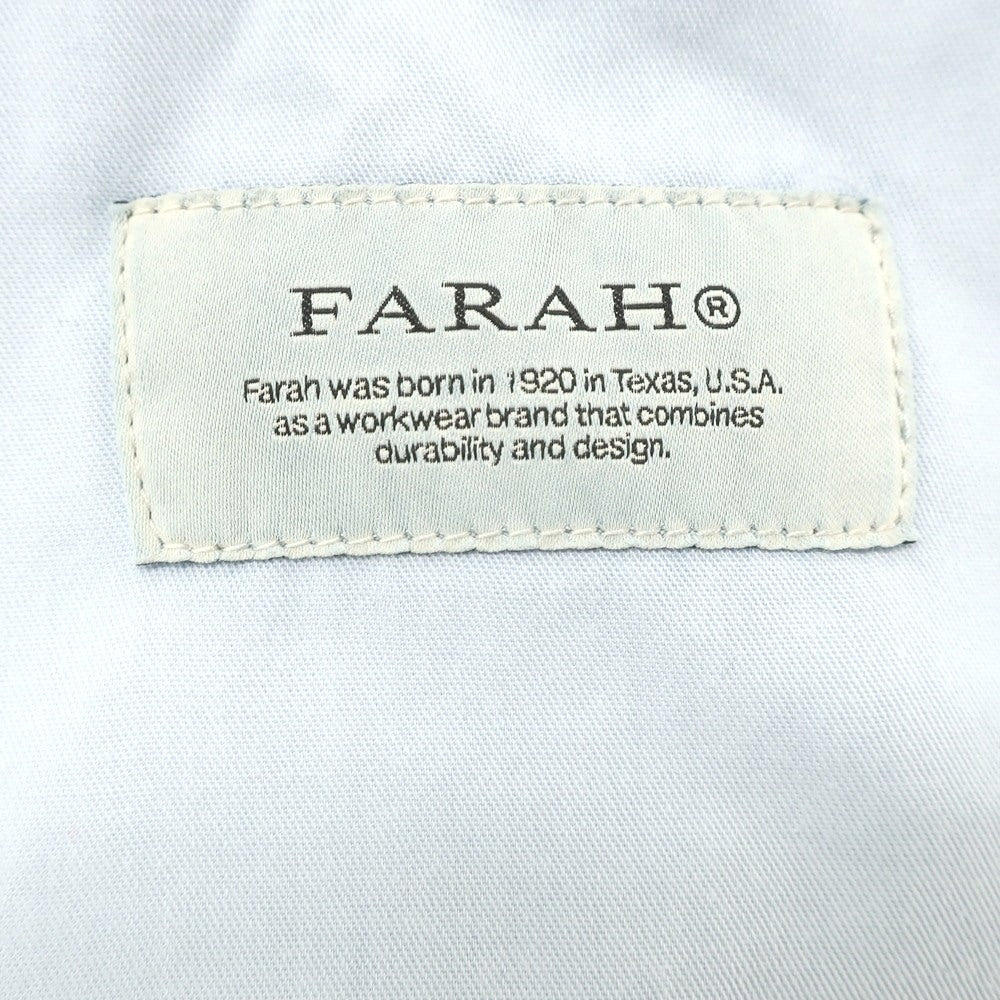 FARAH®
Farah was born in 1920 in Texas, U.S.A.
as a workwear brand that combines
durability and design.